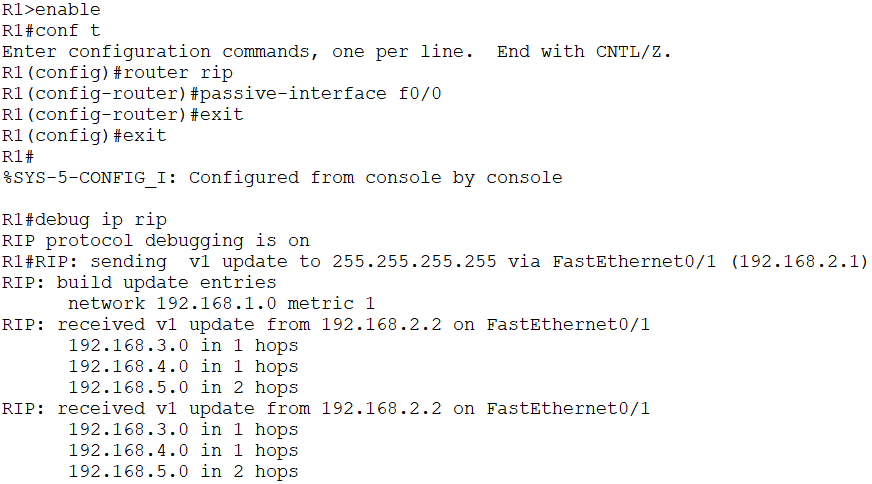 R1>enable
R1#conf t
Enter configuration commands, one per line.  End with CNTL/Z.
R1(config)#router rip
R1(config-router)#passive-interface f0/0
R1(config-router)#exit
R1(config)#exit
R1#
%SYS-5-CONFIG_I: Configured from console by console

R1#debug ip rip
RIP protocol debugging is on
R1#RIP: sending  v1 update to 255.255.255.255 via FastEthernet0/1 (192.168.2.1)
RIP: build update entries
      network 192.168.1.0 metric 1
RIP: received v1 update from 192.168.2.2 on FastEthernet0/1
      192.168.3.0 in 1 hops
      192.168.4.0 in 1 hops
      192.168.5.0 in 2 hops
RIP: received v1 update from 192.168.2.2 on FastEthernet0/1
      192.168.3.0 in 1 hops
      192.168.4.0 in 1 hops
      192.168.5.0 in 2 hops